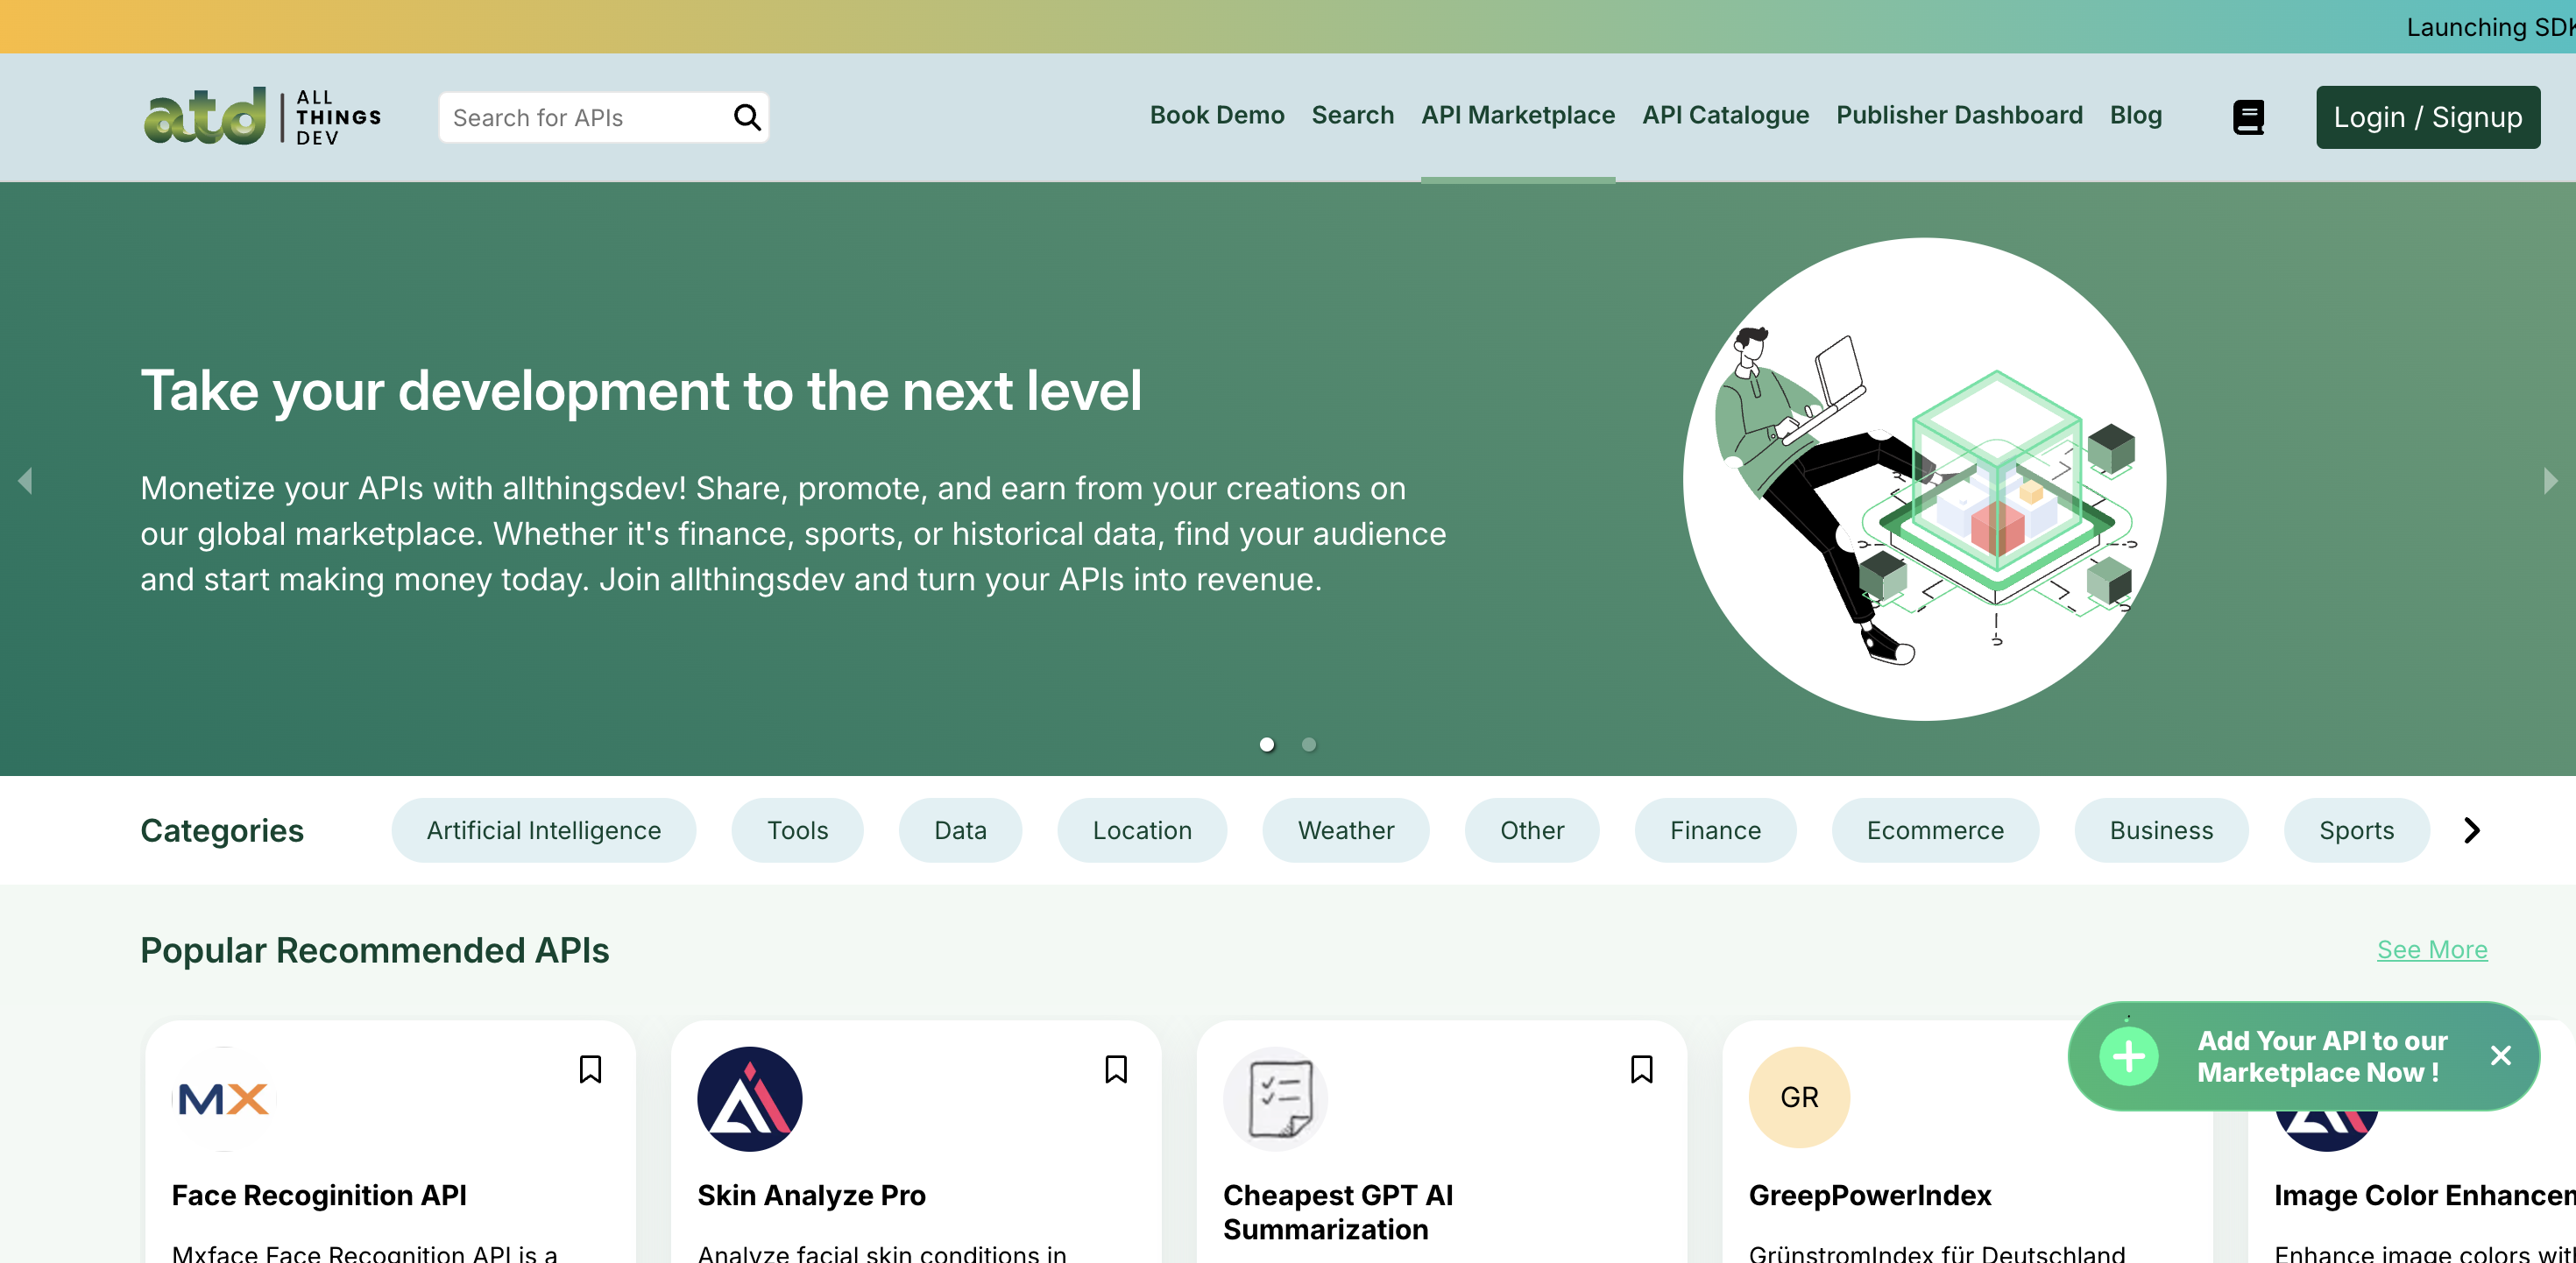 Launching SDK
atd ALL THINGS DEV
Search for APIs
Book Demo Search API Marketplace API Catalogue Publisher Dashboard Blog
Login / Signup
Take your development to the next level
Monetize your APIs with allthingsdev! Share, promote, and earn from your creations on
our global marketplace. Whether it's finance, sports, or historical data, find your audience
and start making money today. Join allthingsdev and turn your APIs into revenue.
Categories
Artificial Intelligence Tools Data Location Weather Other Finance Ecommerce Business Sports
Popular Recommended APIs
See More
Add Your API to our
Marketplace Now !
MX
GR
Face Recoginition API
Mxface Face Recognition API is a
Skin Analyze Pro
Analyze facial skin conditions in
Cheapest GPT AI
Summarization
GreepPowerIndex
GrünstromIndex für Deutschland
Image Color Enhancem
Enhance image colors wit